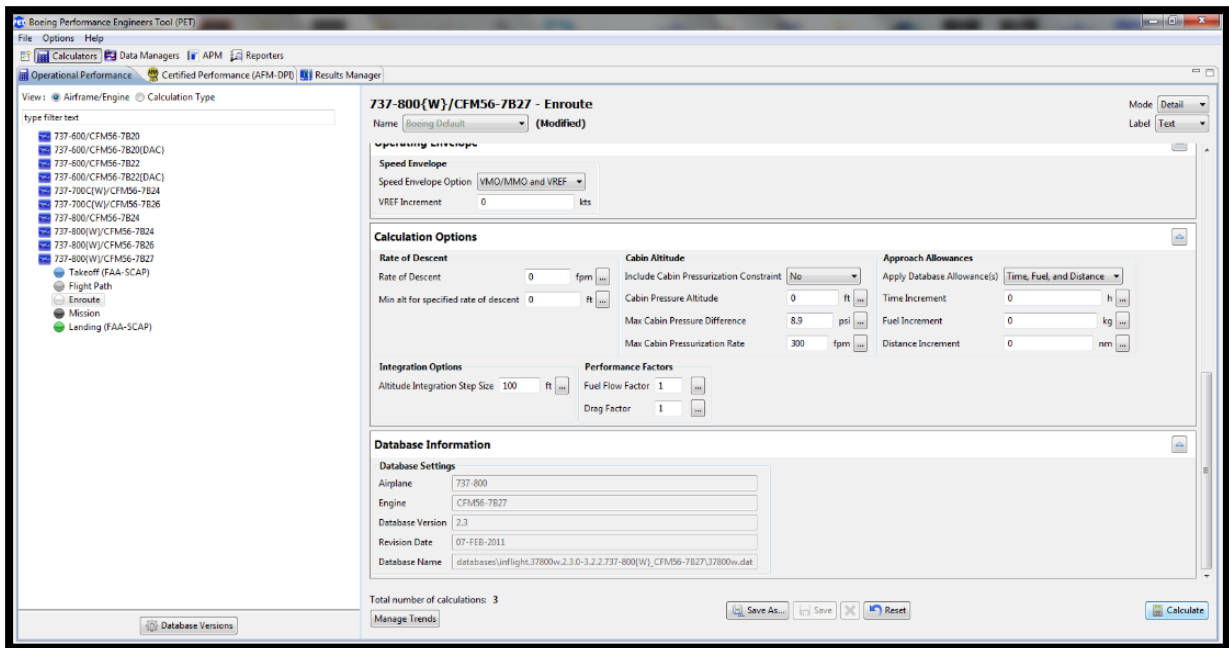 Boeing Performance Engineers Tool (PET)
File Options Help
Calculators Data Managers APM Reporters
Operational Performance Certified Performance (AFM-DPI) Results Manager
View: Airframe/Engine Calculation Type
type filter text
737-600/CFM56-7B20
737-600/CFM56-7B20{DAC}
737-600/CFM56-7B22
737-600/CFM56-7B22{DAC}
737-700C{W}/CFM56-7B24
737-700C{W}/CFM56-7B26
737-800/CFM56-7B24
737-800{W}/CFM56-7B24
737-800{W}/CFM56-7B26
737-800{W}/CFM56-7B27
Takeoff (FAA-SCAP)
Flight Path
Enroute
Mission
Landing (FAA-SCAP)
Database Versions
737-800{W}/CFM56-7B27 - Enroute
Mode Detail
Name Boeing Default (Modified)
Label Text
Operating Envelope
Speed Envelope
Speed Envelope Option VMO/MMO and VREF
VREF Increment 0 kts
Calculation Options
Rate of Descent Cabin Altitude Approach Allowances
Rate of Descent 0 fpm ... Include Cabin Pressurization Constraint No Apply Database Allowance(s) Time, Fuel, and Distance
Min alt for specified rate of descent 0 ft ... Cabin Pressure Altitude 0 ft ... Time Increment 0 h ...
Max Cabin Pressure Difference 8.9 psi ... Fuel Increment 0 kg ...
Max Cabin Pressurization Rate 300 fpm ... Distance Increment 0 nm ...
Integration Options Performance Factors
Altitude Integration Step Size 100 ft ... Fuel Flow Factor 1 ...
Drag Factor 1 ...
Database Information
Database Settings
Airplane 737-800
Engine CFM56-7B27
Database Version 2.3
Revision Date 07-FEB-2011
Database Name databases\inflight.37800w.2.3.0-3.2.2.737-800{W}_CFM56-7B27\37800w.dat
Total number of calculations: 3
Manage Trends Save As... Save Reset Calculate